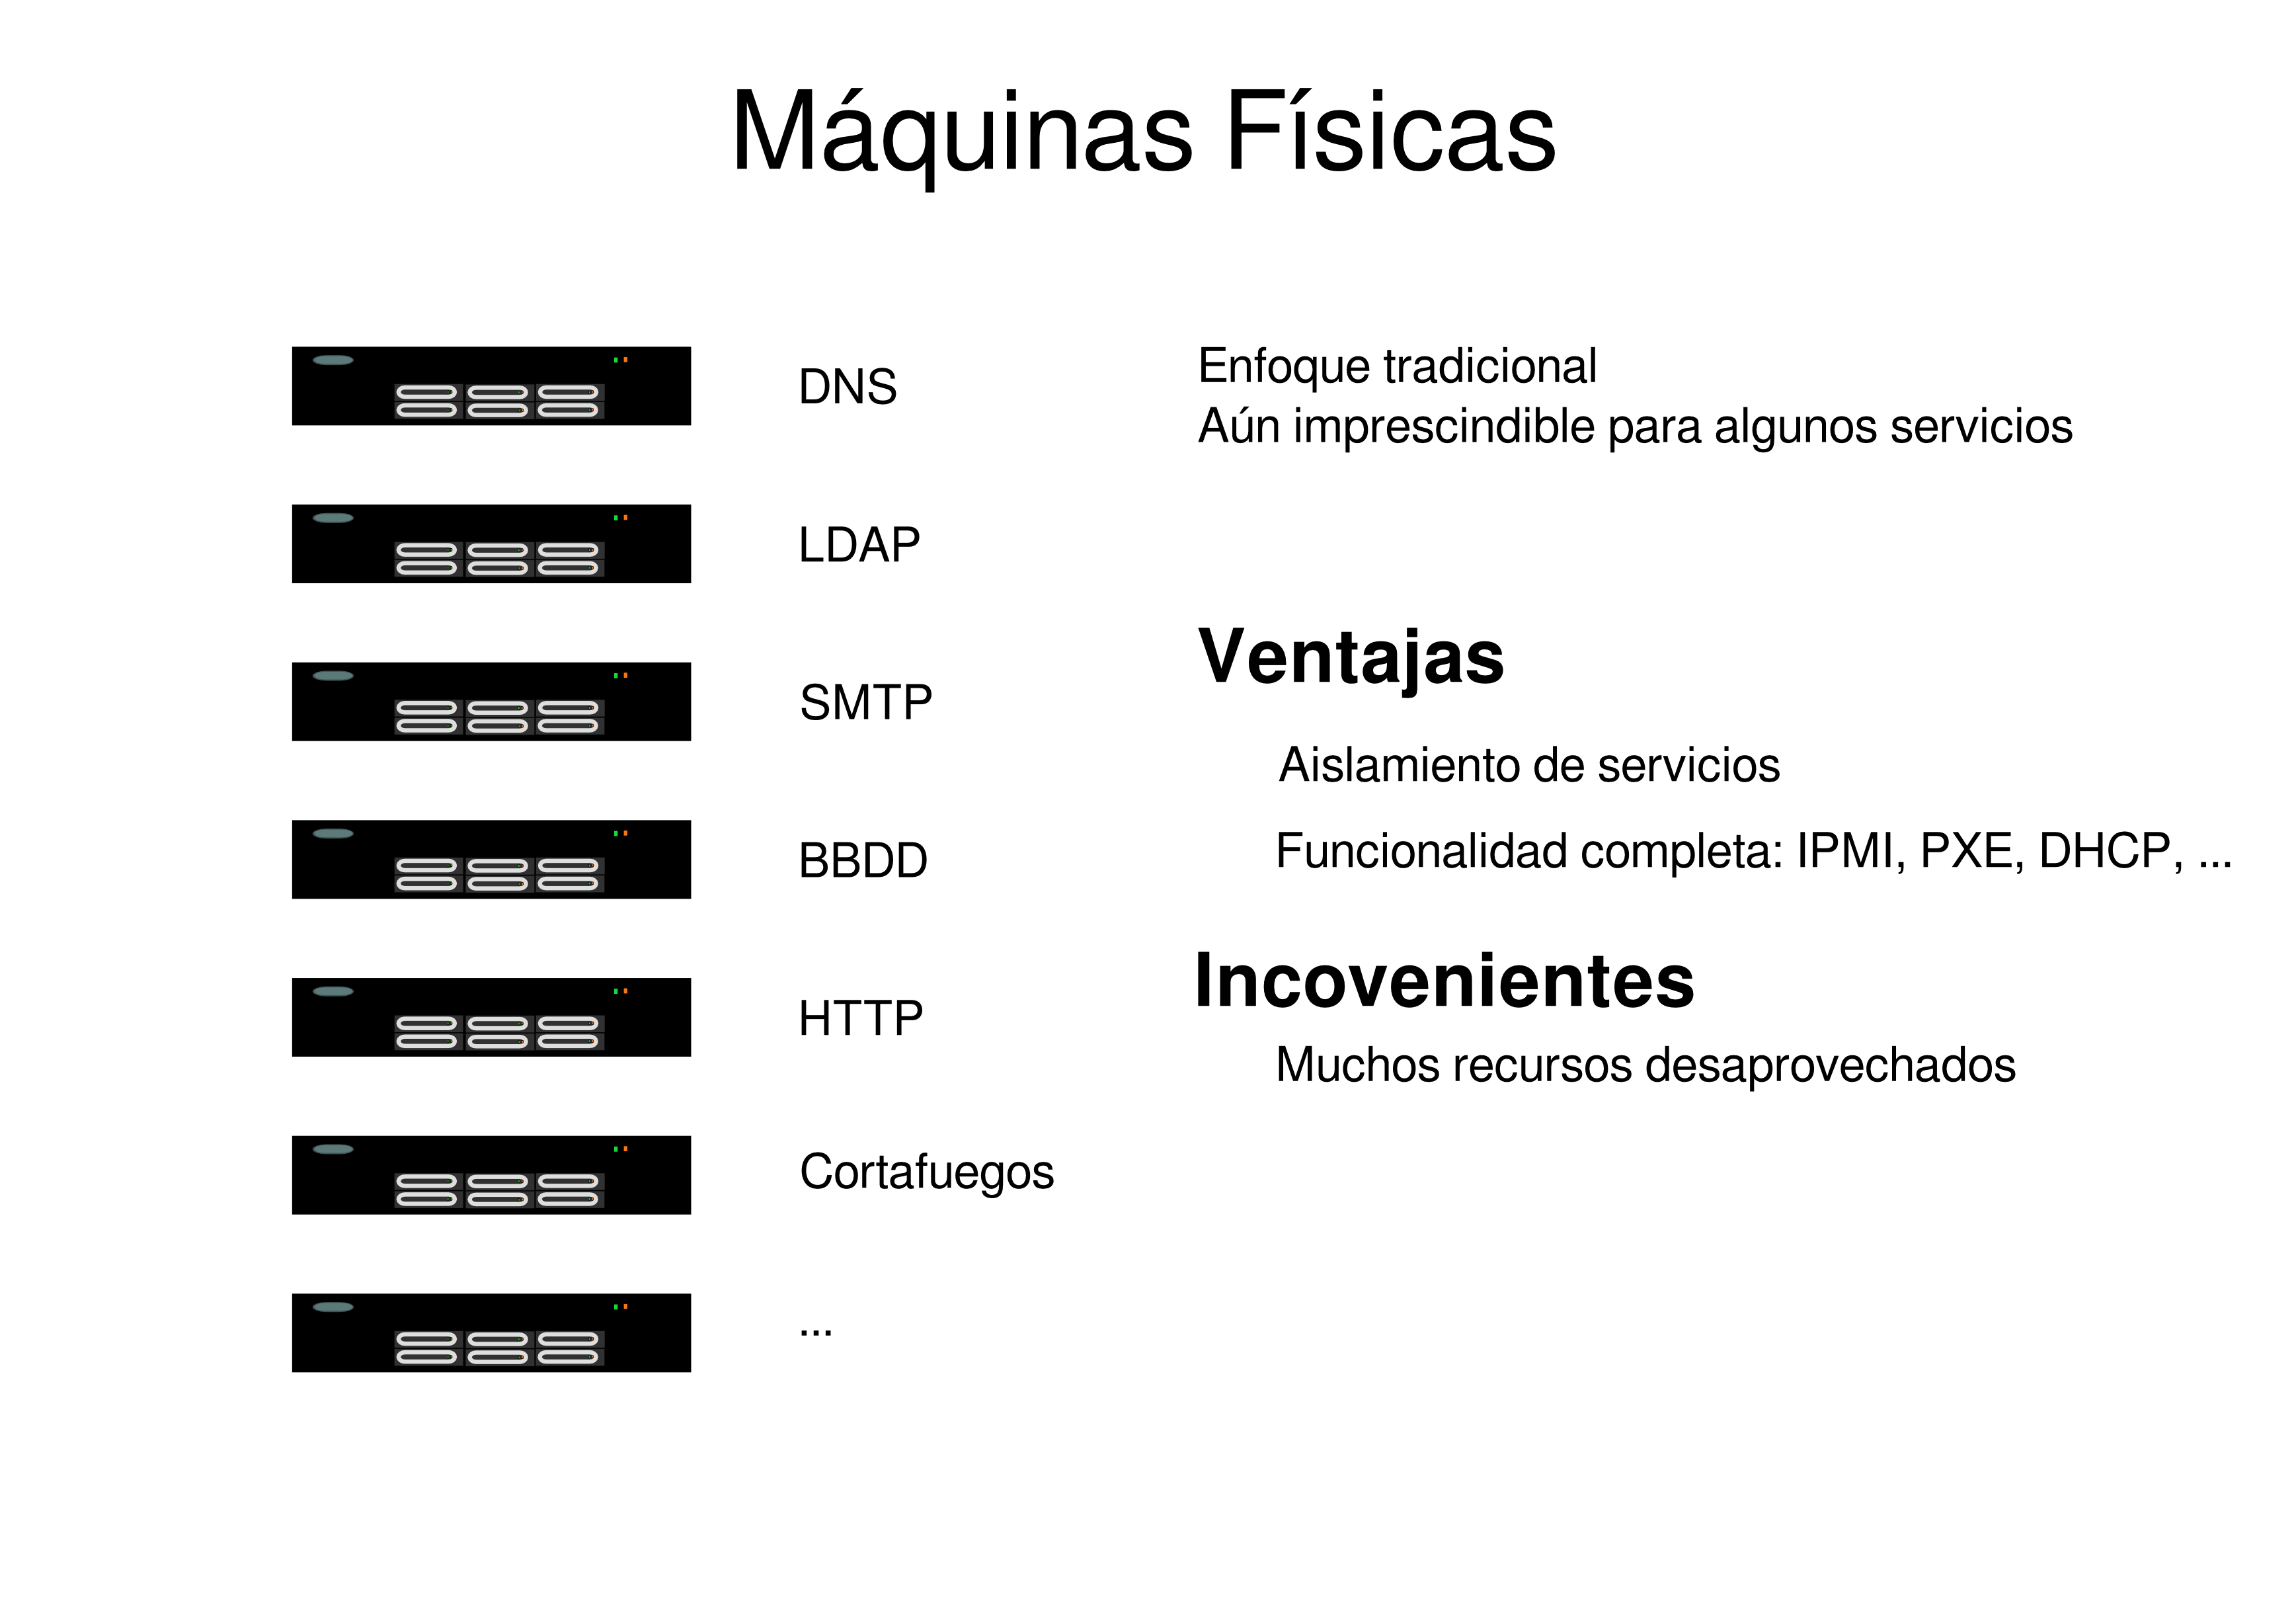 Máquinas Físicas
DNS
LDAP
SMTP
BBDD
HTTP
Cortafuegos
...
Enfoque tradicional
Aún imprescindible para algunos servicios
Ventajas
Aislamiento de servicios
Funcionalidad completa: IPMI, PXE, DHCP, ...
Incovenientes
Muchos recursos desaprovechados